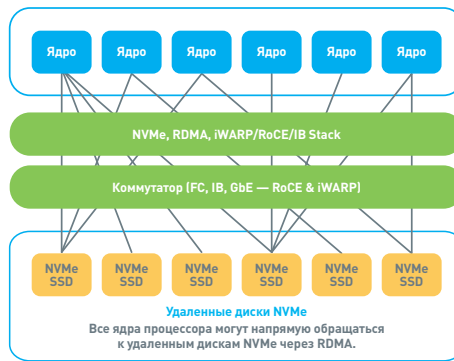 Ядро Ядро Ядро Ядро Ядро Ядро
NVMe, RDMA, iWARP/RoCE/IB Stack
Коммутатор (FC, IB, GbE — RoCE & iWARP)
NVMe NVMe NVMe NVMe NVMe NVMe
SSD SSD SSD SSD SSD SSD
Удаленные диски NVMe
Все ядра процессора могут напрямую обращаться
к удаленным дискам NVMe через RDMA.